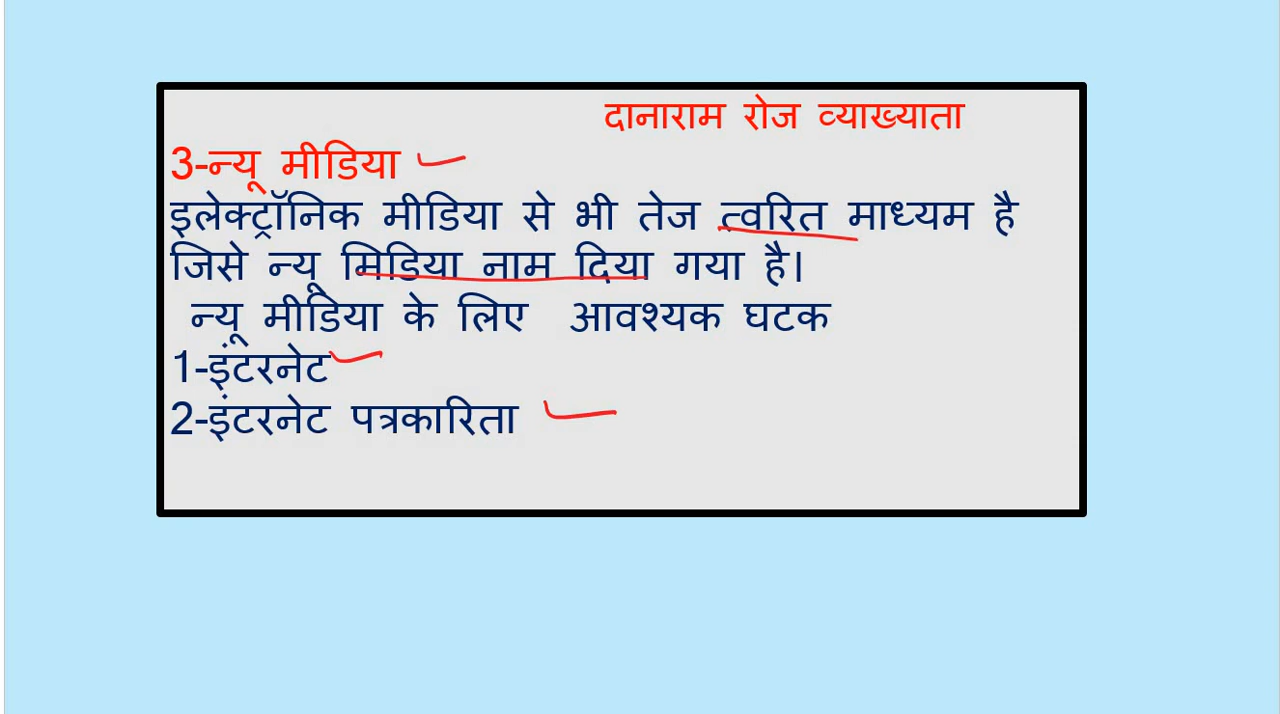 दानाराम रोज व्याख्याता
3-न्यू मीडिया
इलेक्ट्रॉनिक मीडिया से भी तेज त्वरित माध्यम है
जिसे न्यू मिडिया नाम दिया गया है।
न्यू मीडिया के लिए आवश्यक घटक
1-इंटरनेट
2-इंटरनेट पत्रकारिता